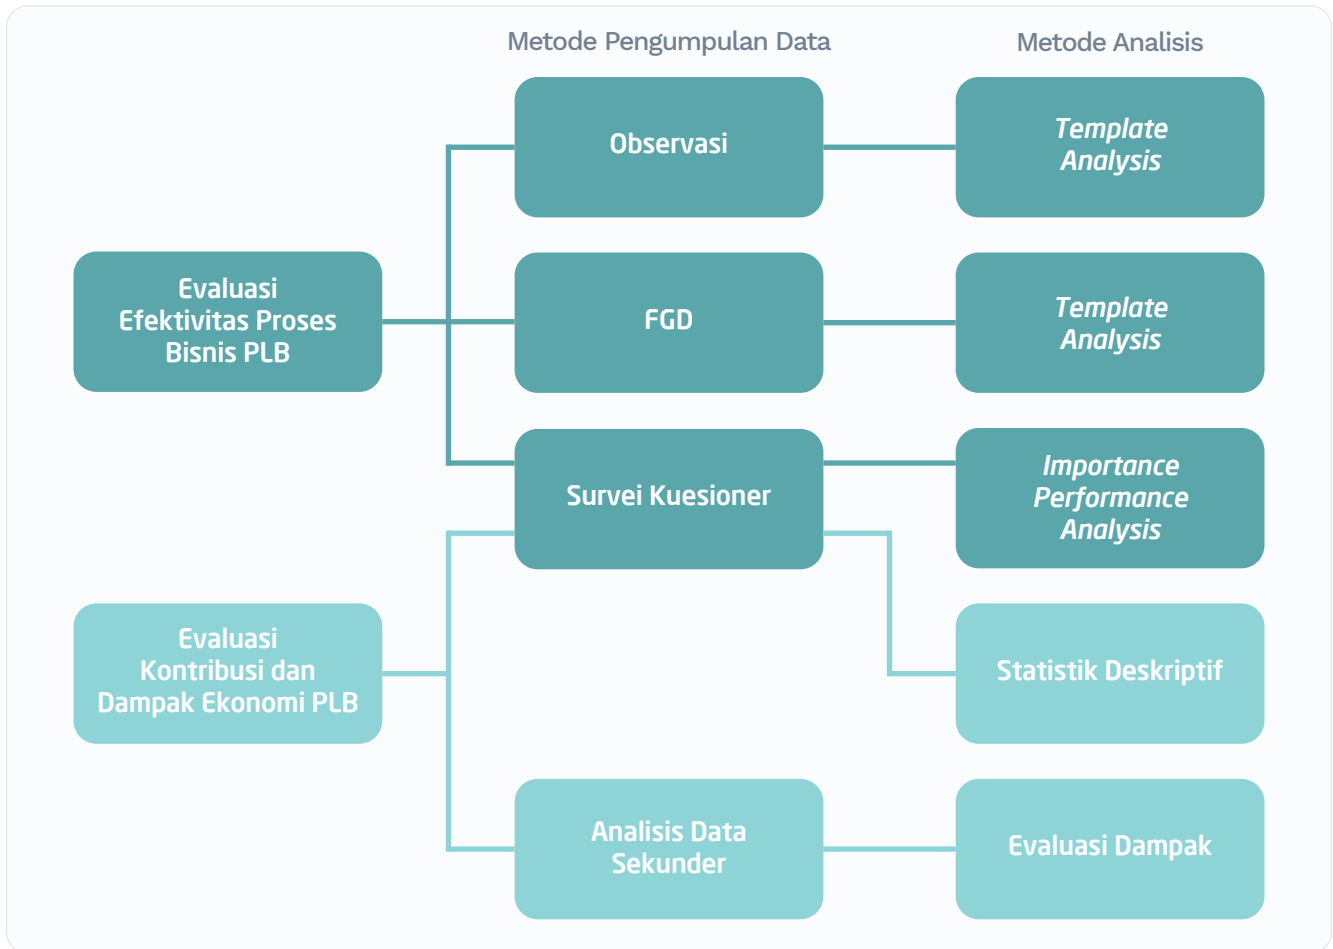 Metode Pengumpulan Data
Metode Analisis
Observasi
Template
Analysis
Evaluasi
Efektivitas Proses
Bisnis PLB
FGD
Template
Analysis
Survei Kuesioner
Importance
Performance
Analysis
Evaluasi
Kontribusi dan
Dampak Ekonomi PLB
Statistik Deskriptif
Analisis Data
Sekunder
Evaluasi Dampak